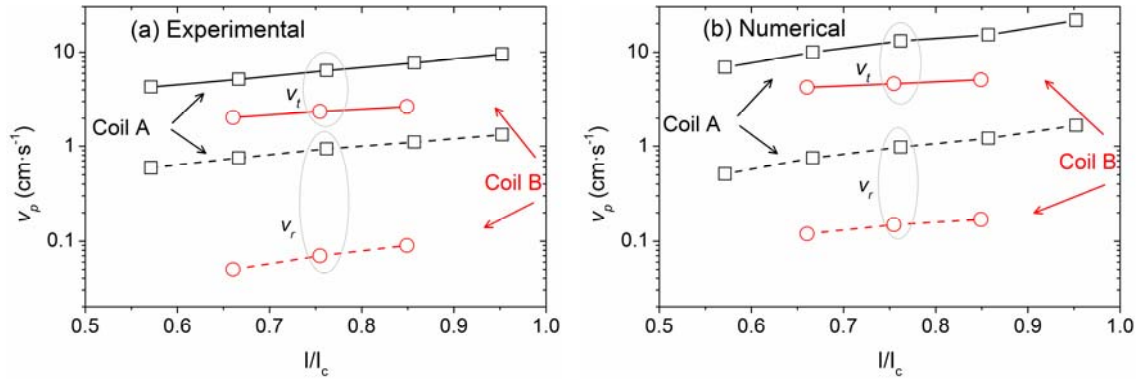 (a) Experimental
10
1
0.1
v_p (cm·s⁻¹)
v_t
Coil A
Coil B
v_r
0.5 0.6 0.7 0.8 0.9 1.0
I/I_c
(b) Numerical
10
1
0.1
v_p (cm·s⁻¹)
v_t
Coil A
Coil B
v_r
0.5 0.6 0.7 0.8 0.9 1.0
I/I_c